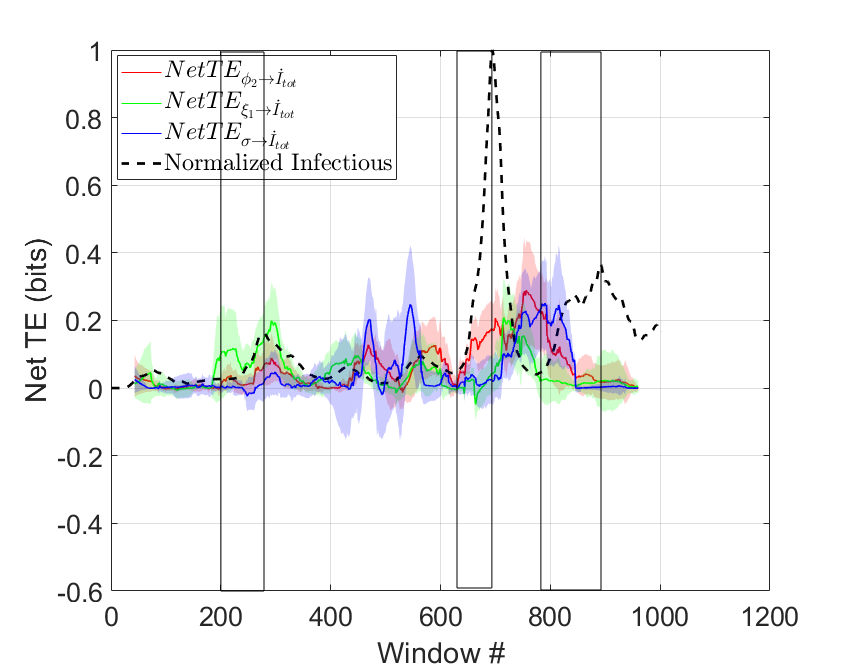 NetTE_{ϕ₂→İ_{tot}}
NetTE_{ξ₁→İ_{tot}}
NetTE_{σ→İ_{tot}}
Normalized Infectious
1
0.8
0.6
0.4
0.2
0
-0.2
-0.4
-0.6
Net TE (bits)
0 200 400 600 800 1000 1200
Window #